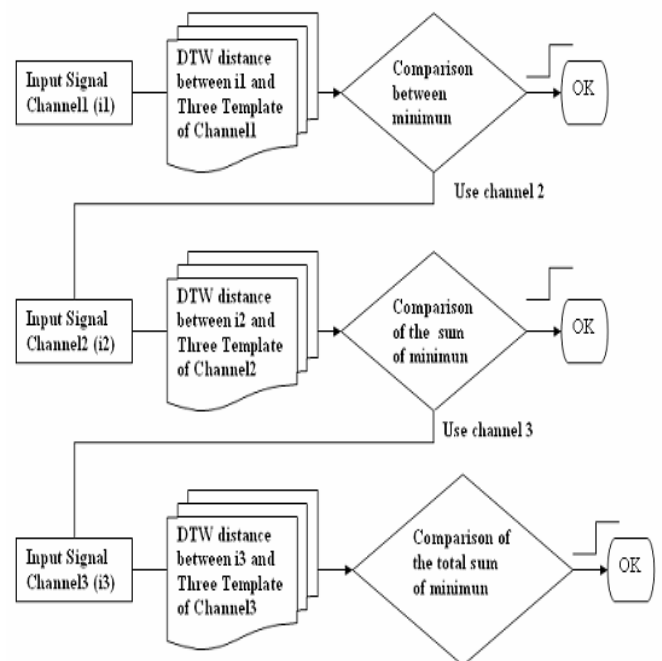 Input Signal
Channel1 (i1)
DTW distance
between i1 and
Three Template
of Channel1
Comparison
between
minimun
OK
Use channel 2
Input Signal
Channel2 (i2)
DTW distance
between i2 and
Three Template
of Channel2
Comparison
of the sum
of minimun
OK
Use channel 3
Input Signal
Channel3 (i3)
DTW distance
between i3 and
Three Template
of Channel3
Comparison of
the total sum
of minimun
OK